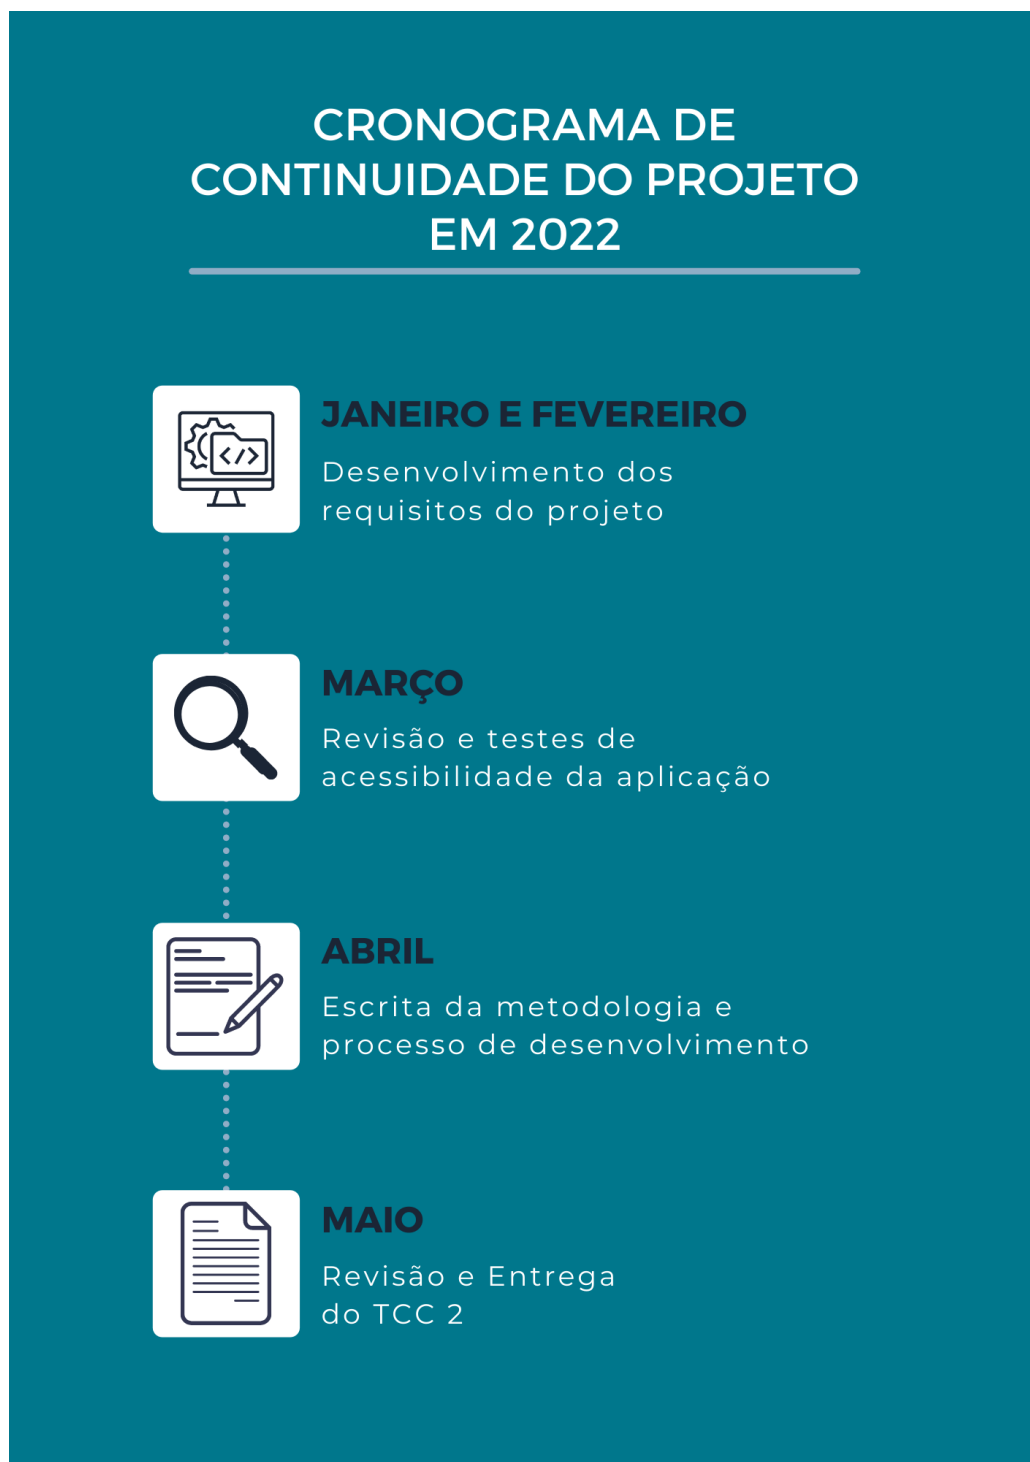 CRONOGRAMA DE
CONTINUIDADE DO PROJETO
EM 2022
JANEIRO E FEVEREIRO
Desenvolvimento dos
requisitos do projeto
MARÇO
Revisão e testes de
acessibilidade da aplicação
ABRIL
Escrita da metodologia e
processo de desenvolvimento
MAIO
Revisão e Entrega
do TCC 2